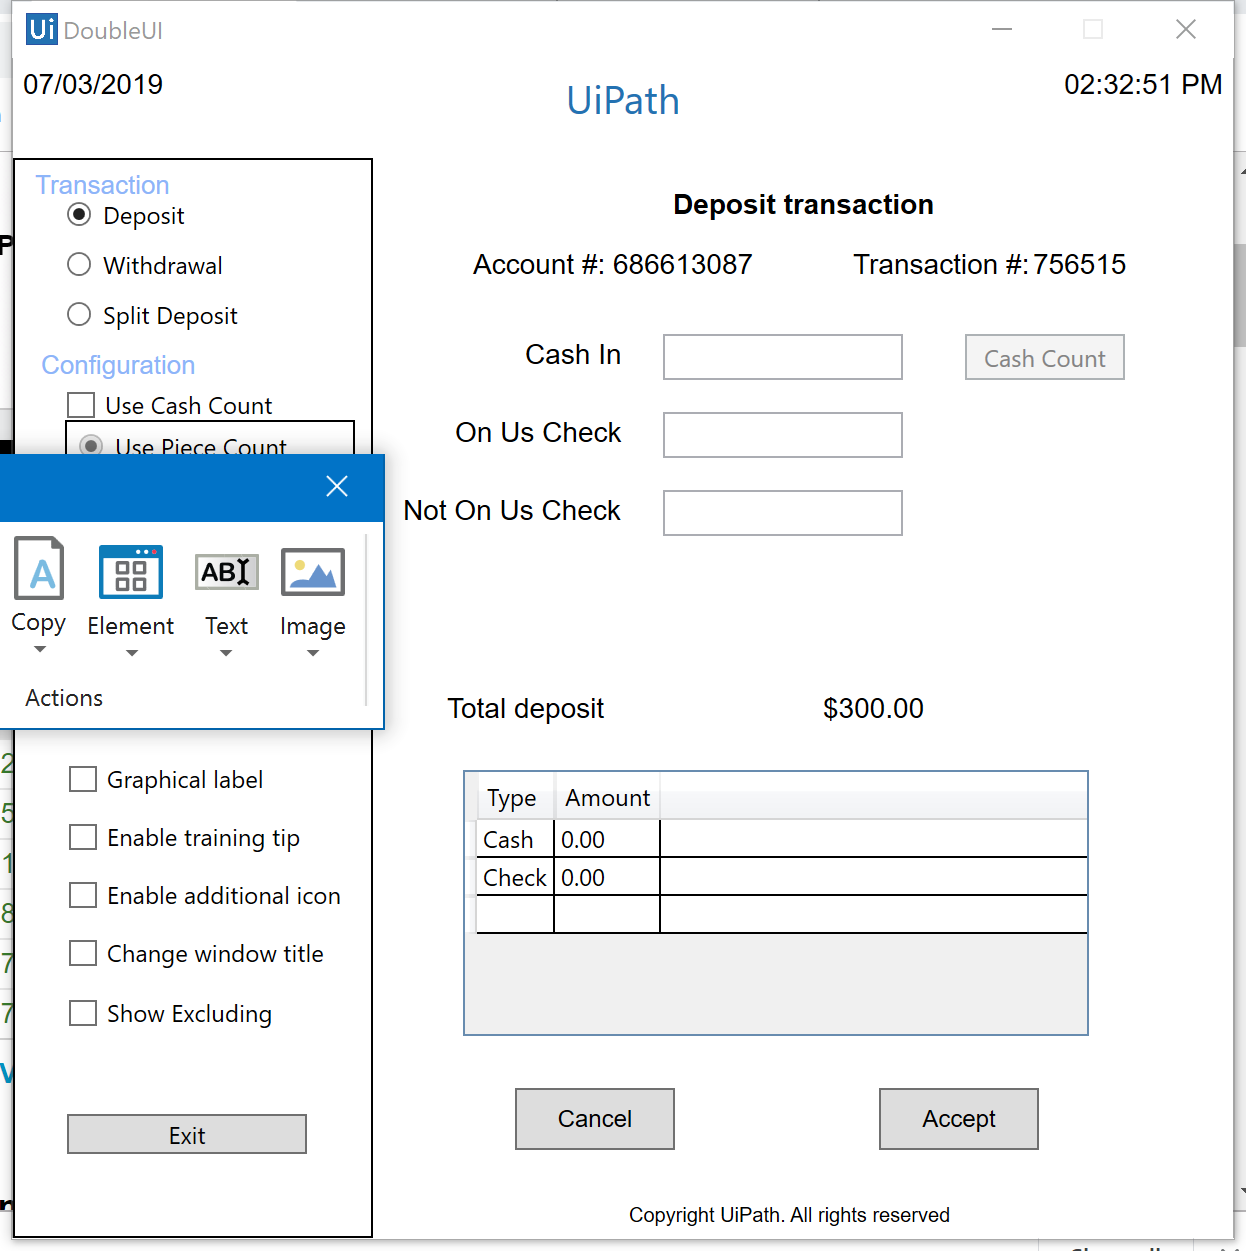 Ui DoubleUI
07/03/2019
UiPath
02:32:51 PM
Transaction
Deposit
Withdrawal
Split Deposit
Configuration
Use Cash Count
Use Piece Count
Copy
Element
ABI
Text
Image
Actions
Graphical label
Enable training tip
Enable additional icon
Change window title
Show Excluding
Exit
Deposit transaction
Account #: 686613087 Transaction #: 756515
Cash In
Cash Count
On Us Check
Not On Us Check
Total deposit $300.00
Type Amount
Cash 0.00
Check 0.00
Cancel
Accept
Copyright UiPath. All rights reserved